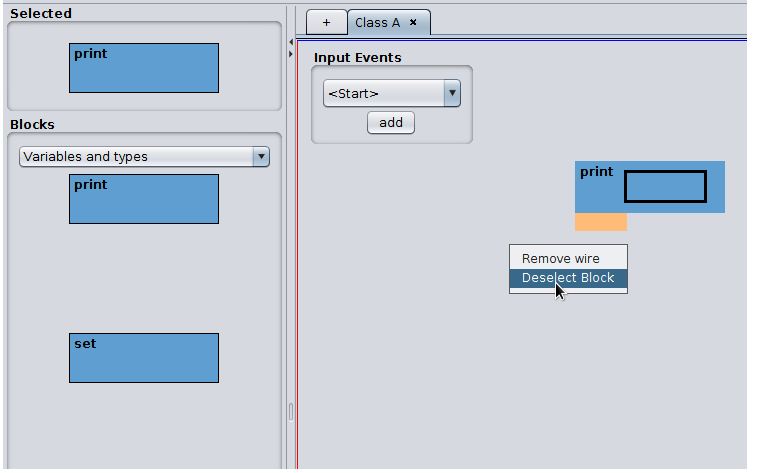 Selected
print
Blocks
Variables and types
print
set
+
Class A ×
Input Events
<Start>
add
print
Remove wire
Deselect Block